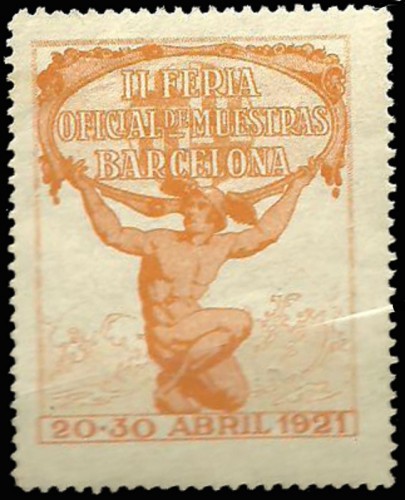 II FERIA
OFICIAL DE MUESTRAS
BARCELONA
20-30 ABRIL 1921